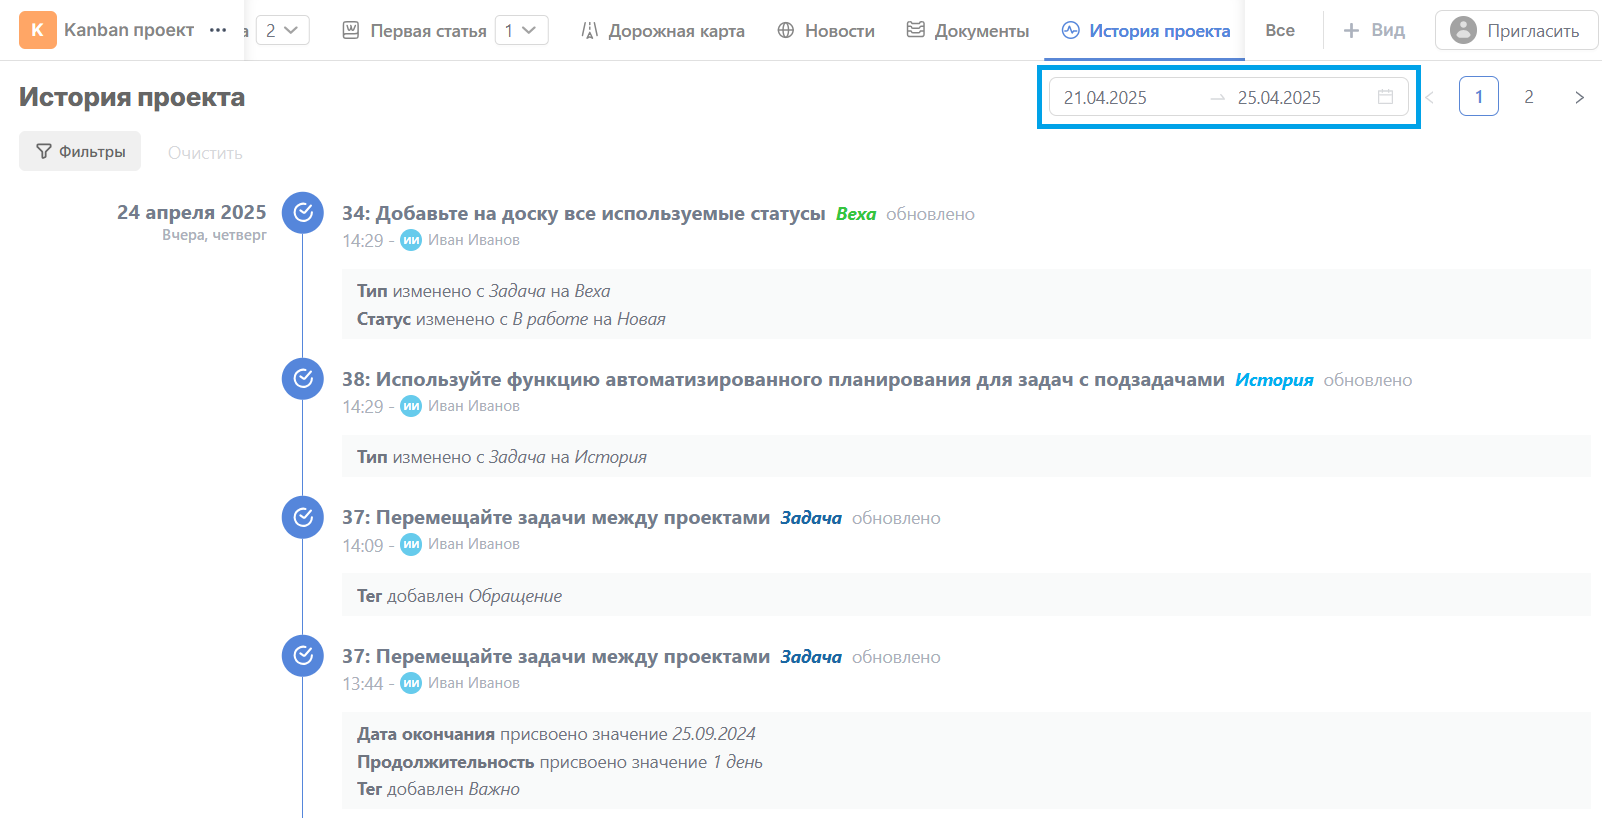 К Kanban проект ••• а 2 Первая статья 1 Дорожная карта Новости Документы История проекта Все + Вид Пригласить
История проекта 21.04.2025 → 25.04.2025 < 1 2 >
Фильтры Очистить
24 апреля 2025 34: Добавьте на доску все используемые статусы Веха обновлено
Вчера, четверг 14:29 - ИИ Иван Иванов
Тип изменено с Задача на Веха
Статус изменено с В работе на Новая
38: Используйте функцию автоматизированного планирования для задач с подзадачами История обновлено
14:29 - ИИ Иван Иванов
Тип изменено с Задача на История
37: Перемещайте задачи между проектами Задача обновлено
14:09 - ИИ Иван Иванов
Тег добавлен Обращение
37: Перемещайте задачи между проектами Задача обновлено
13:44 - ИИ Иван Иванов
Дата окончания присвоено значение 25.09.2024
Продолжительность присвоено значение 1 день
Тег добавлен Важно